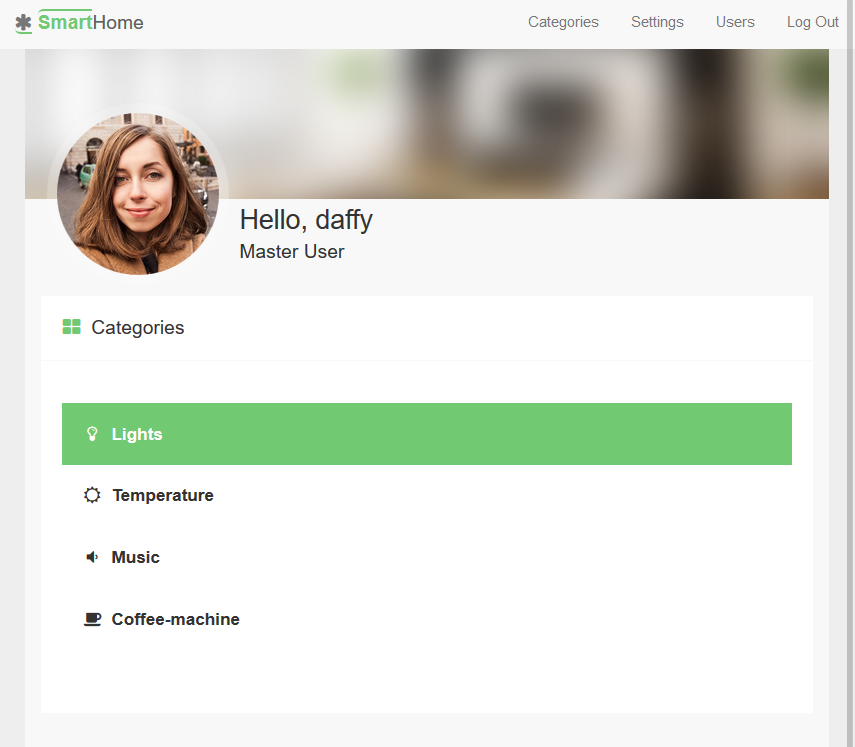 SmartHome
Categories Settings Users Log Out
Hello, daffy
Master User
Categories
Lights
Temperature
Music
Coffee-machine